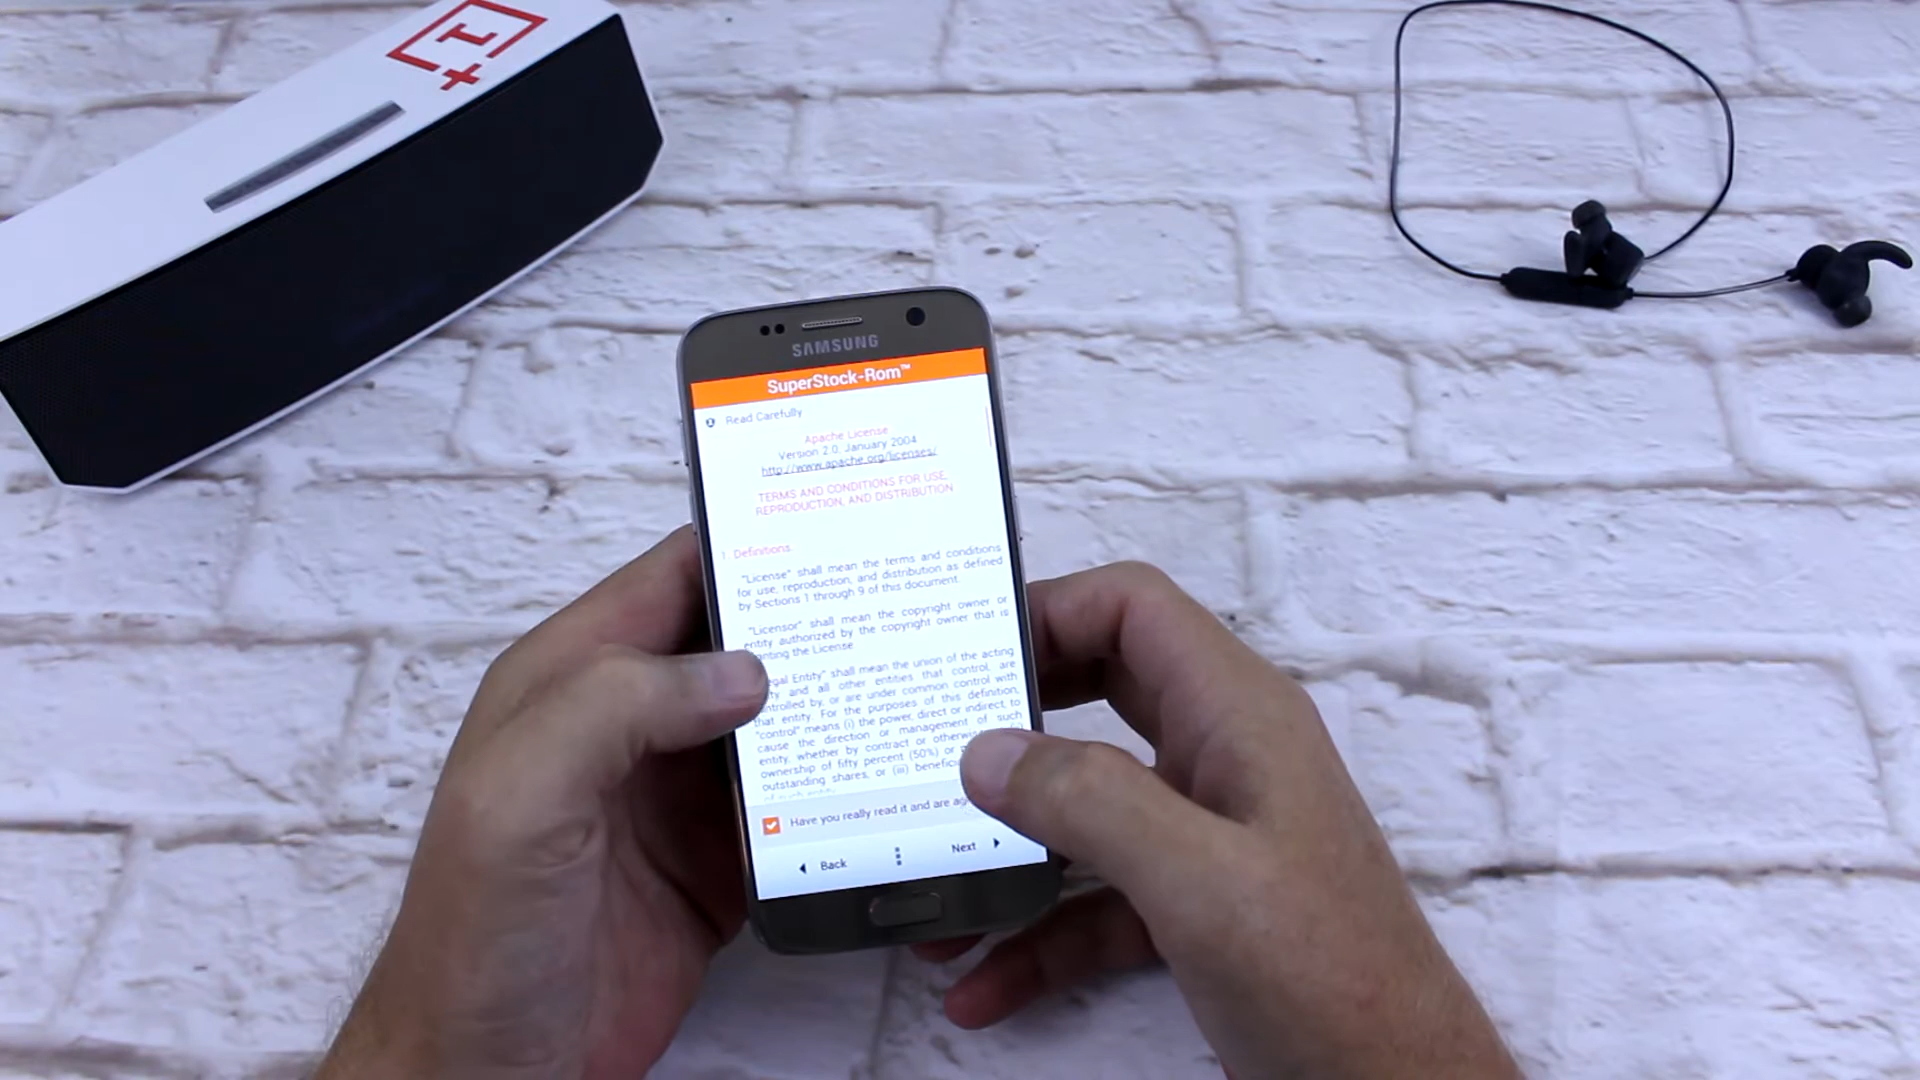 SAMSUNG
SuperStock-Rom™
Read Carefully
Apache License
Version 2.0, January 2004
http://www.apache.org/licenses/
TERMS AND CONDITIONS FOR USE,
REPRODUCTION, AND DISTRIBUTION
1. Definitions.
"License" shall mean the terms and conditions
for use, reproduction, and distribution as defined
by Sections 1 through 9 of this document.
"Licensor" shall mean the copyright owner or
entity authorized by the copyright owner that is
the License.
Entity" shall mean the union of the acting
and all other entities that control, are
by, or are under common control with
that entity. For the purposes of this definition,
"control" means (i) the power, direct or indirect, to
cause the direction or management of such
entity, whether by contract or
ownership of fifty percent (50%) or
outstanding shares, or (iii)
of such entity.
Have you really read it and are
Back
Next